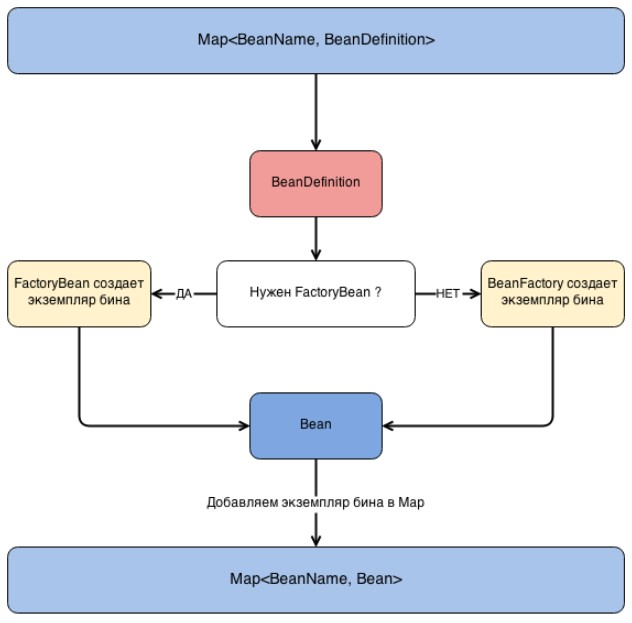 Map<BeanName, BeanDefinition>
BeanDefinition
FactoryBean создает
экземпляр бина
ДА
Нужен FactoryBean ?
НЕТ
BeanFactory создает
экземпляр бина
Bean
Добавляем экземпляр бина в Map
Map<BeanName, Bean>